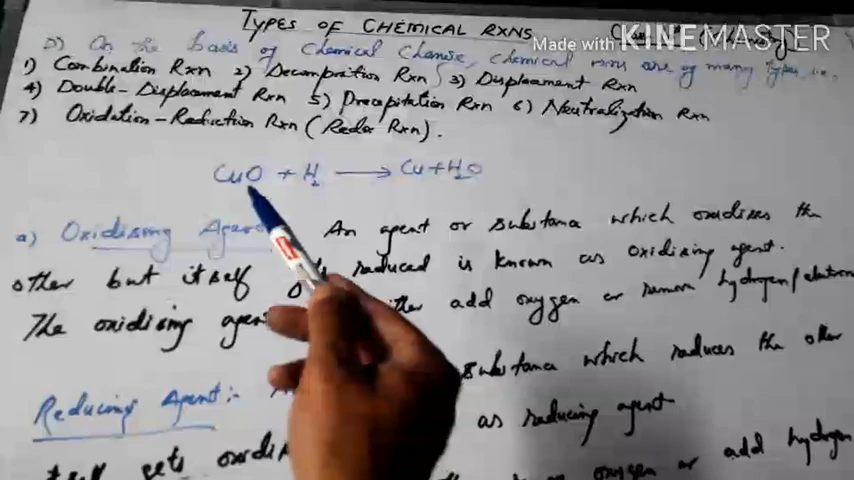 TYPES OF CHEMICAL RXNS
Made with KINEMASTER
On the basis of Chemical Change, chemical rxns are of many types, i.e.
1) Combination Rxn 2) Decompsition Rxn 3) Displacement Rxn
4) Double-Displacement Rxn 5) Precepitation Rxn 6) Neutralization Rxn
7) Oxidation-Reduction Rxn (Redox Rxn).
CuO + H2 → Cu + H2O
a) Oxidising An agent or substance which oxidises the
other but itself reduced is known as oxidising agent.
The oxidising add oxygen or remove hydrogen/electron
Reducing Agent :- substance which reduces the other
itself gets as reducing agent
oxygen or add hydrogen